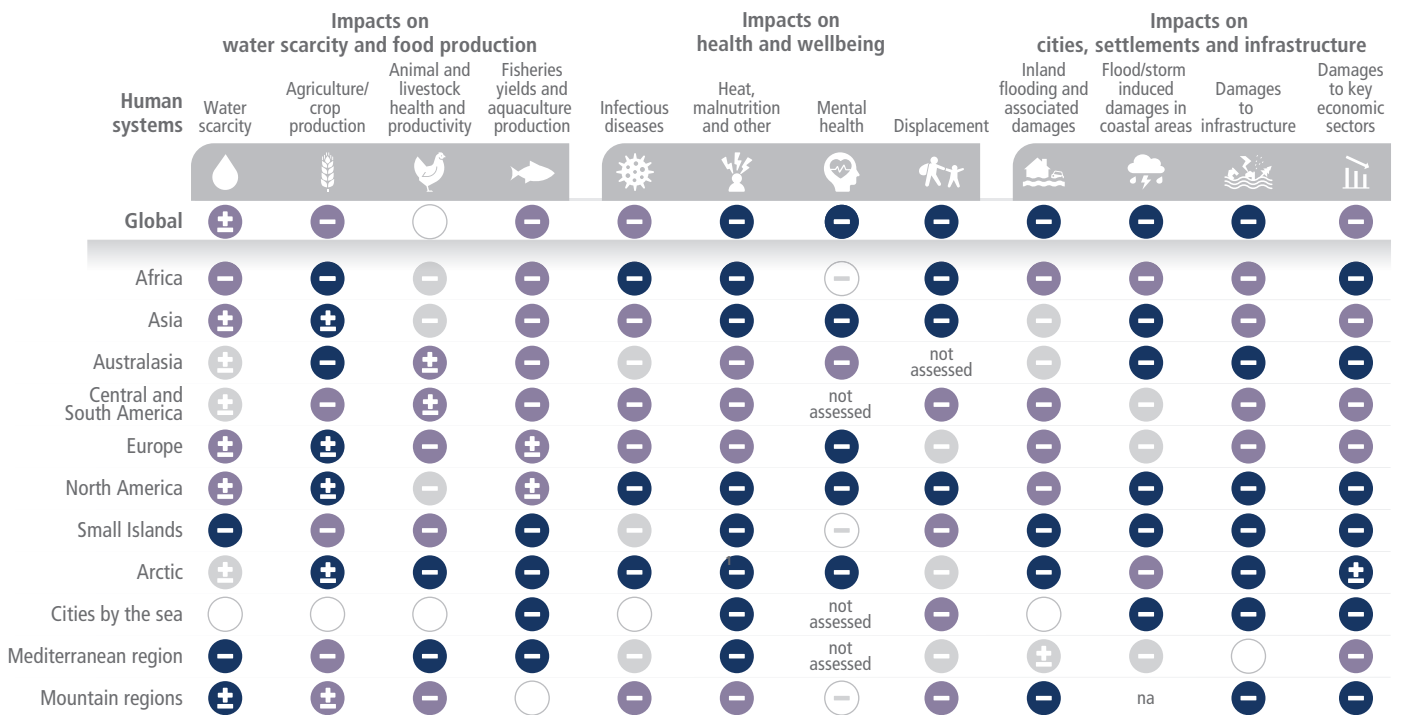 Impacts on
water scarcity and food production
Impacts on
health and wellbeing
Impacts on
cities, settlements and infrastructure
Human
systems
Water
scarcity
Agriculture/
crop
production
Animal and
livestock
health and
productivity
Fisheries
yields and
aquaculture
production
Infectious
diseases
Heat,
malnutrition
and other
Mental
health
Displacement
Inland
flooding and
associated
damages
Flood/storm
induced
damages in
coastal areas
Damages
to
infrastructure
Damages
to key
economic
sectors
Global
± − − − − − − − − − −
Africa
− − − − − − − − − − − −
Asia
± ± − − − − − − − − − −
Australasia
± − ± − − − − not
assessed
− − − −
Central and
South America
± − ± − − − not
assessed
− − − − −
Europe
± ± − ± − − − − − − − −
North America
± ± − ± − − − − − − − −
Small Islands
− − − − − − − − − − − −
Arctic
± ± − − − − − − − − − ±
Cities by the sea
− − not
assessed
− − − −
Mediterranean region
− − − − − − not
assessed
− ± − −
Mountain regions
± ± − − − − − − na − −